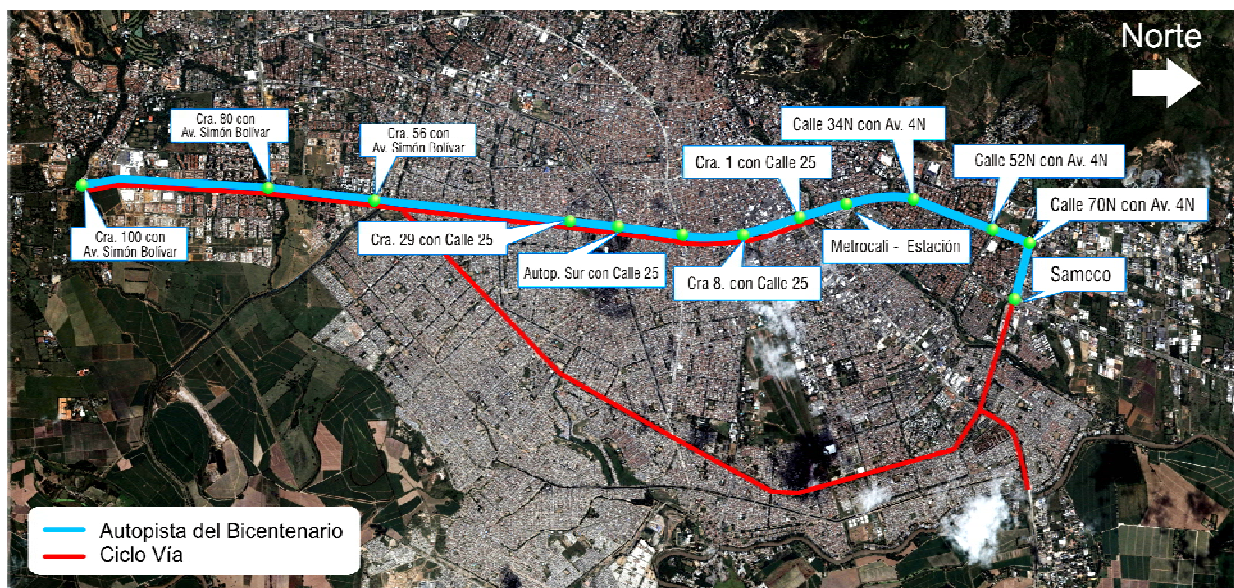 Norte
Cra. 80 con
Av. Simón Bolívar
Cra. 56 con
Av. Simón Bolívar
Calle 34N con Av. 4N
Cra. 1 con Calle 25
Calle 52N con Av. 4N
Calle 70N con Av. 4N
Cra. 100 con
Av. Simón Bolívar
Cra. 29 con Calle 25
Autop. Sur con Calle 25
Cra 8. con Calle 25
Metrocali - Estación
Sameco
Autopista del Bicentenario
Ciclo Vía